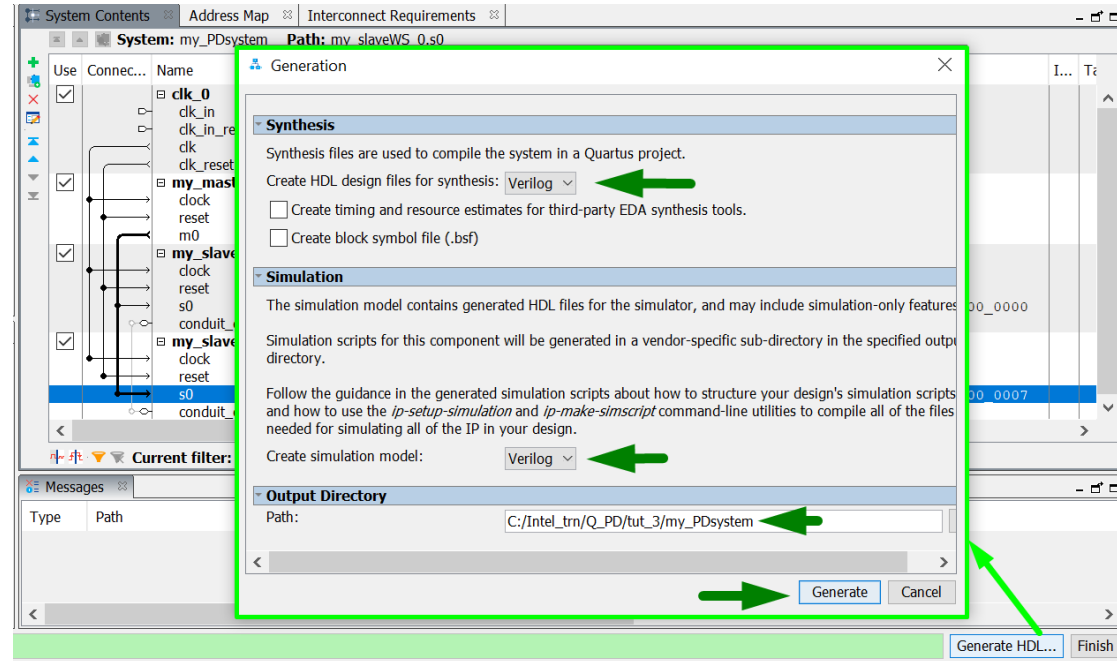 System Contents Address Map Interconnect Requirements
System: my_PDsystem Path: my_slaveWS_0.s0
Use Connec... Name I... Ta
clk_0
clk_in
clk_in_re
clk
clk_reset
my_mast
clock
reset
m0
my_slave
clock
reset
s0 00_0000
conduit_
my_slave
clock
reset
s0 00_0007
conduit_
Current filter:
Generation
Synthesis
Synthesis files are used to compile the system in a Quartus project.
Create HDL design files for synthesis: Verilog
Create timing and resource estimates for third-party EDA synthesis tools.
Create block symbol file (.bsf)
Simulation
The simulation model contains generated HDL files for the simulator, and may include simulation-only features
Simulation scripts for this component will be generated in a vendor-specific sub-directory in the specified outpu
directory.
Follow the guidance in the generated simulation scripts about how to structure your design's simulation scripts
and how to use the ip-setup-simulation and ip-make-simscript command-line utilities to compile all of the files
needed for simulating all of the IP in your design.
Create simulation model: Verilog
Output Directory
Path: C:/Intel_trn/Q_PD/tut_3/my_PDsystem
Generate Cancel
Messages
Type Path
Generate HDL... Finish